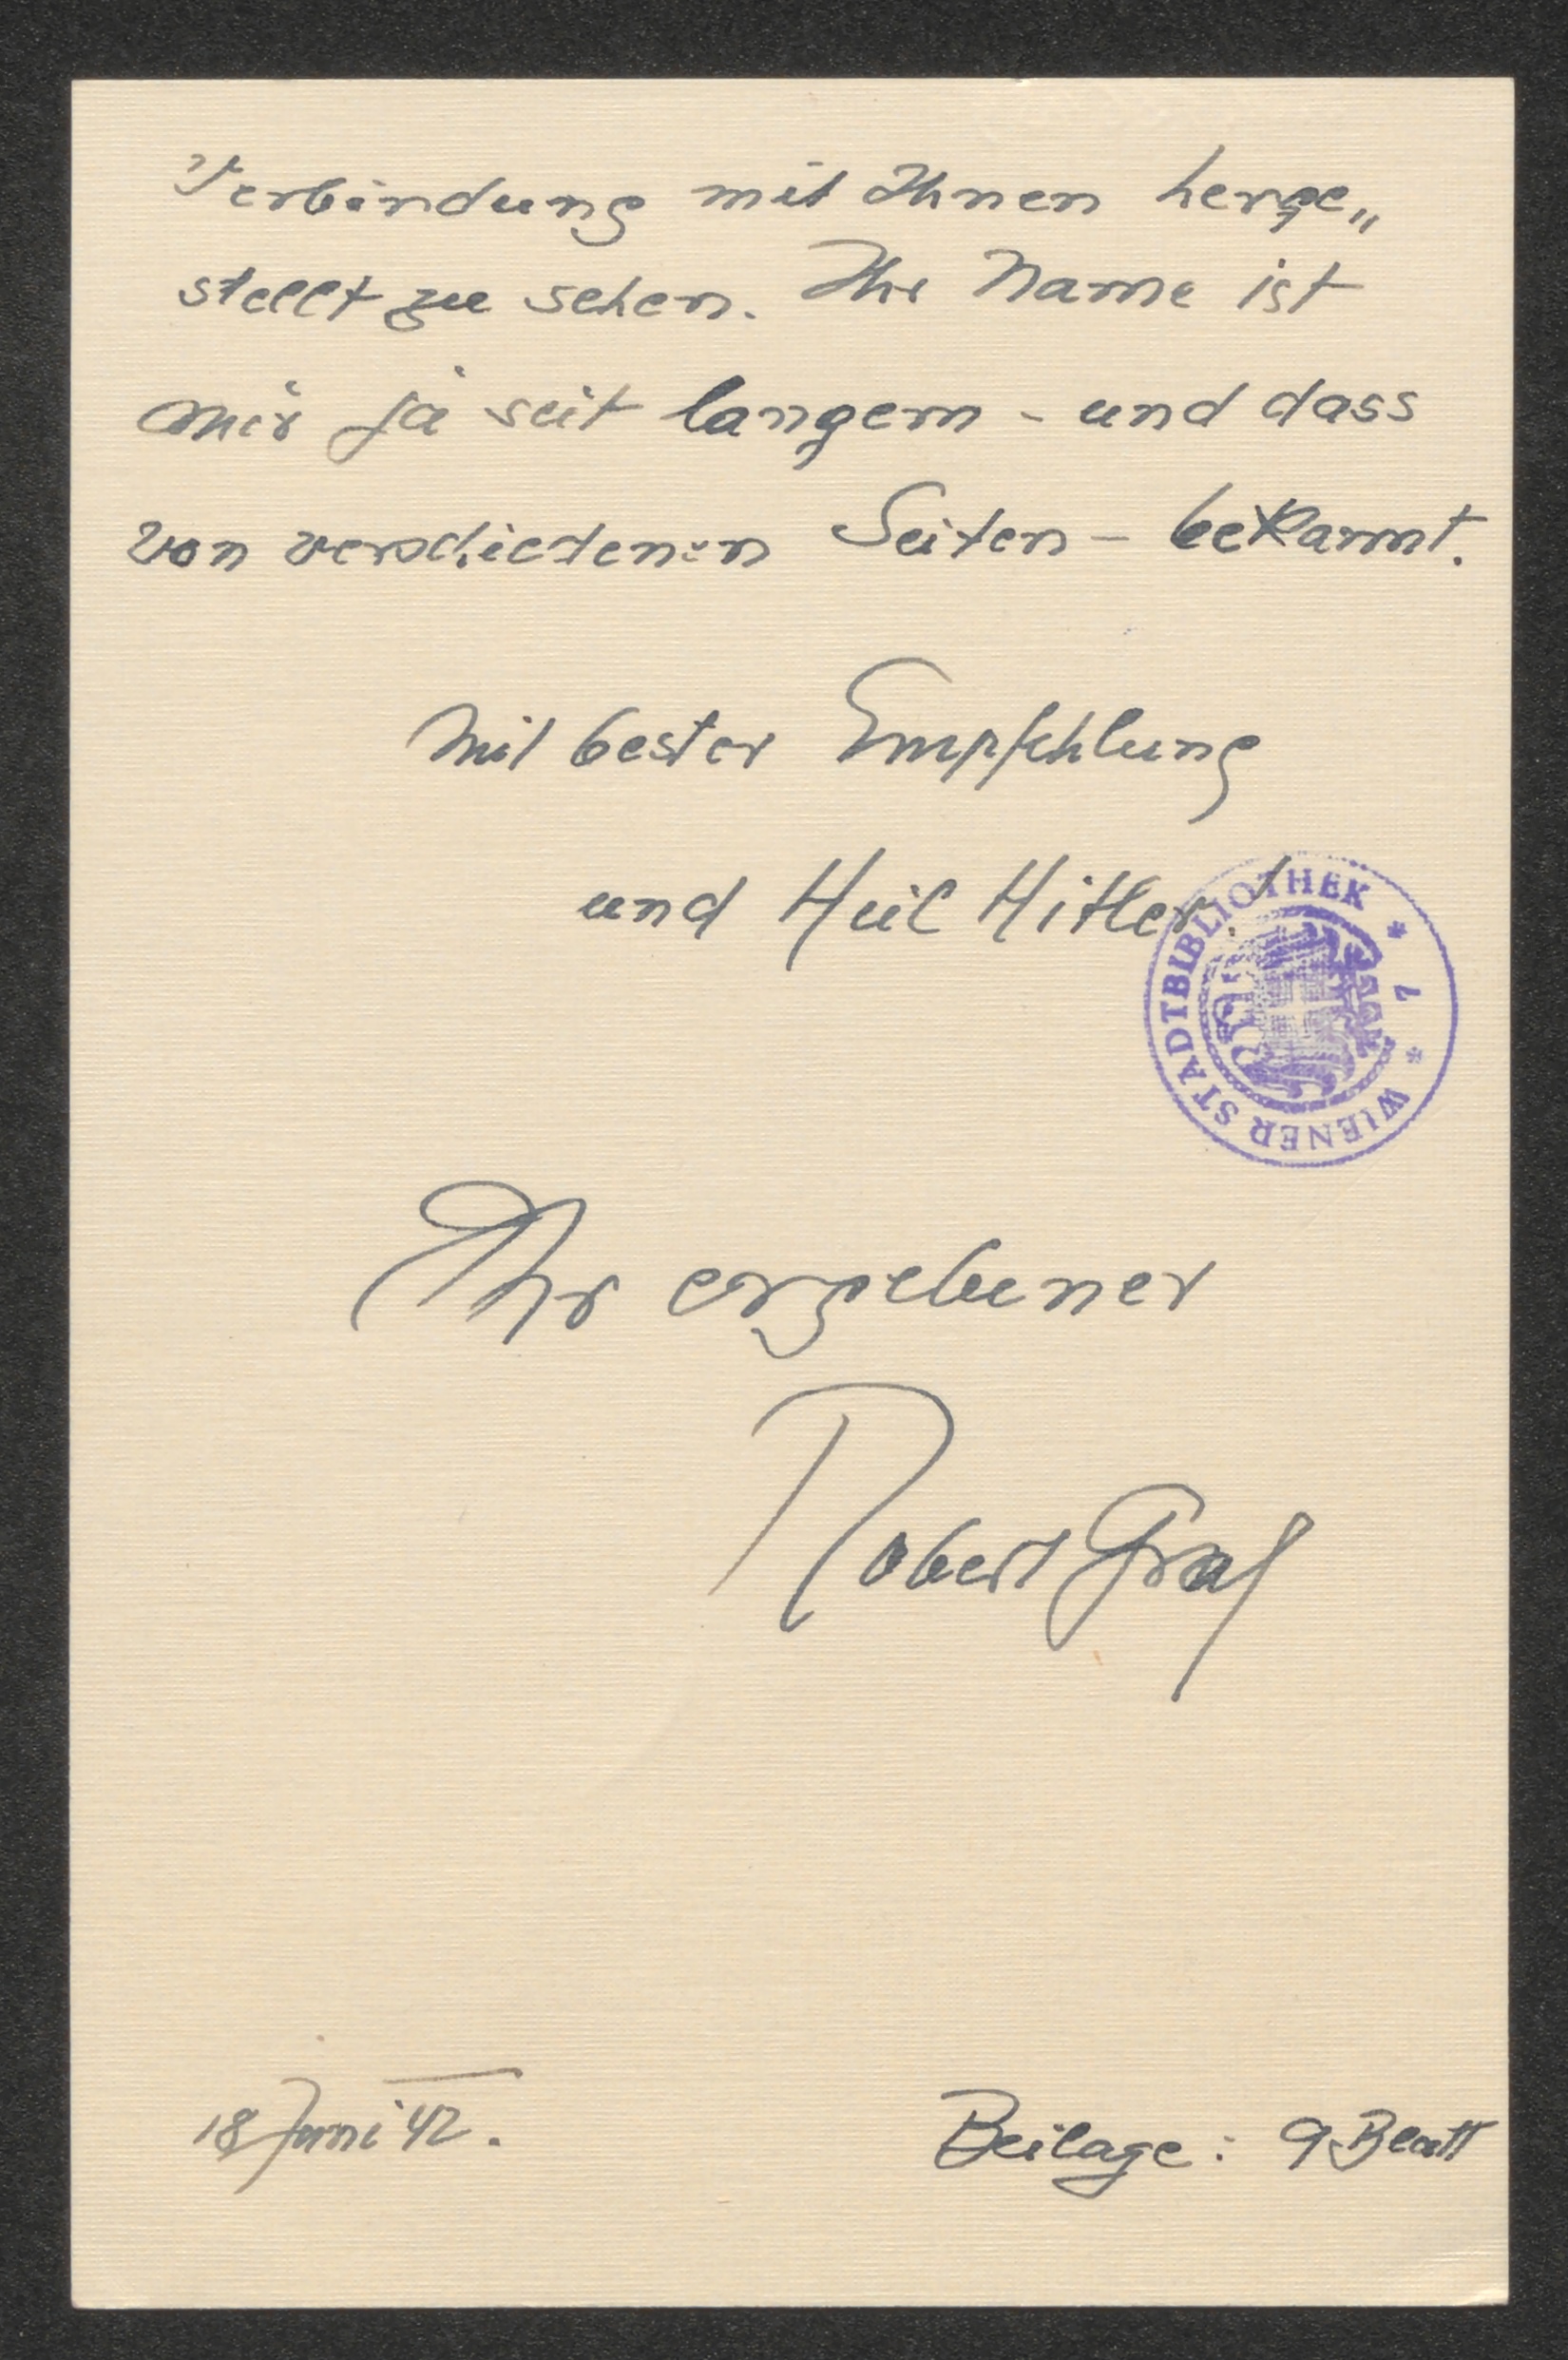 Verbindung mit Ihnen herge„
stellt zu sehen. Ihr Name ist
mir ja seit langem - und dass
von verschiedenen Seiten - bekannt.
Mit bester Empfehlung
und Heil Hitler!
WIENER STADTBIBLIOTHEK * 7 *
Ihr ergebener
Robert Graf
18 Juni 42.
Beilage: 9 Blatt